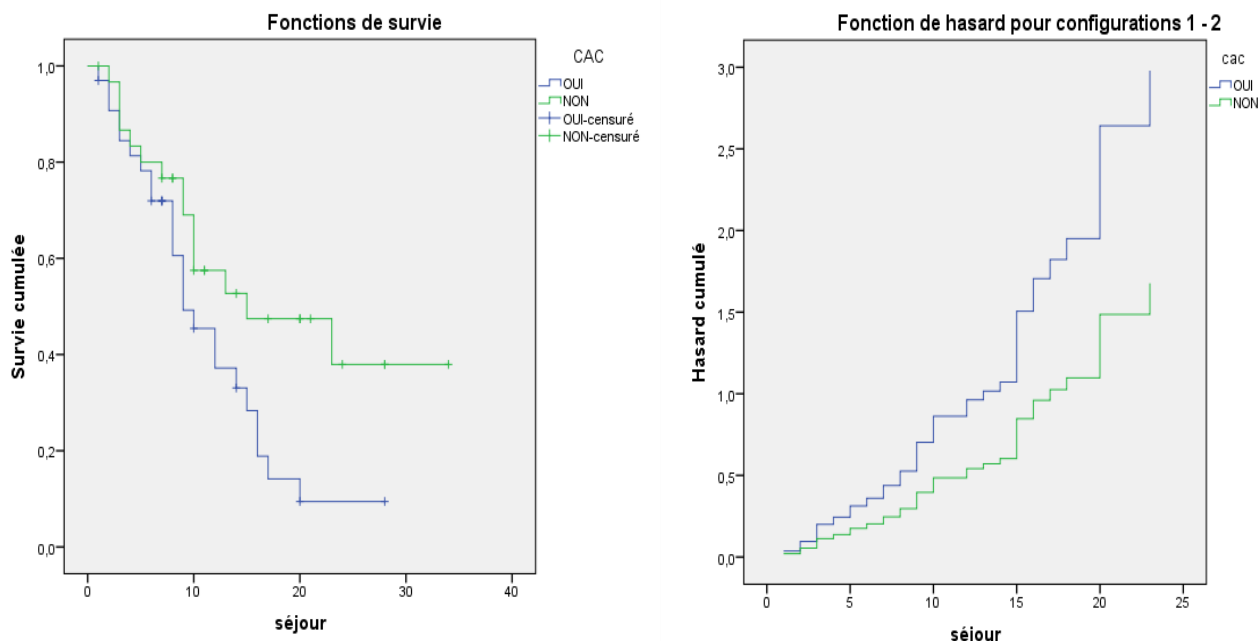 Fonctions de survie
CAC
OUI
NON
OUI-censuré
NON-censuré
1,0
0,8
0,6
0,4
0,2
0,0
Survie cumulée
0 10 20 30 40
séjour
Fonction de hasard pour configurations 1 - 2
cac
OUI
NON
3,0
2,5
2,0
1,5
1,0
0,5
0,0
Hasard cumulé
0 5 10 15 20 25
séjour